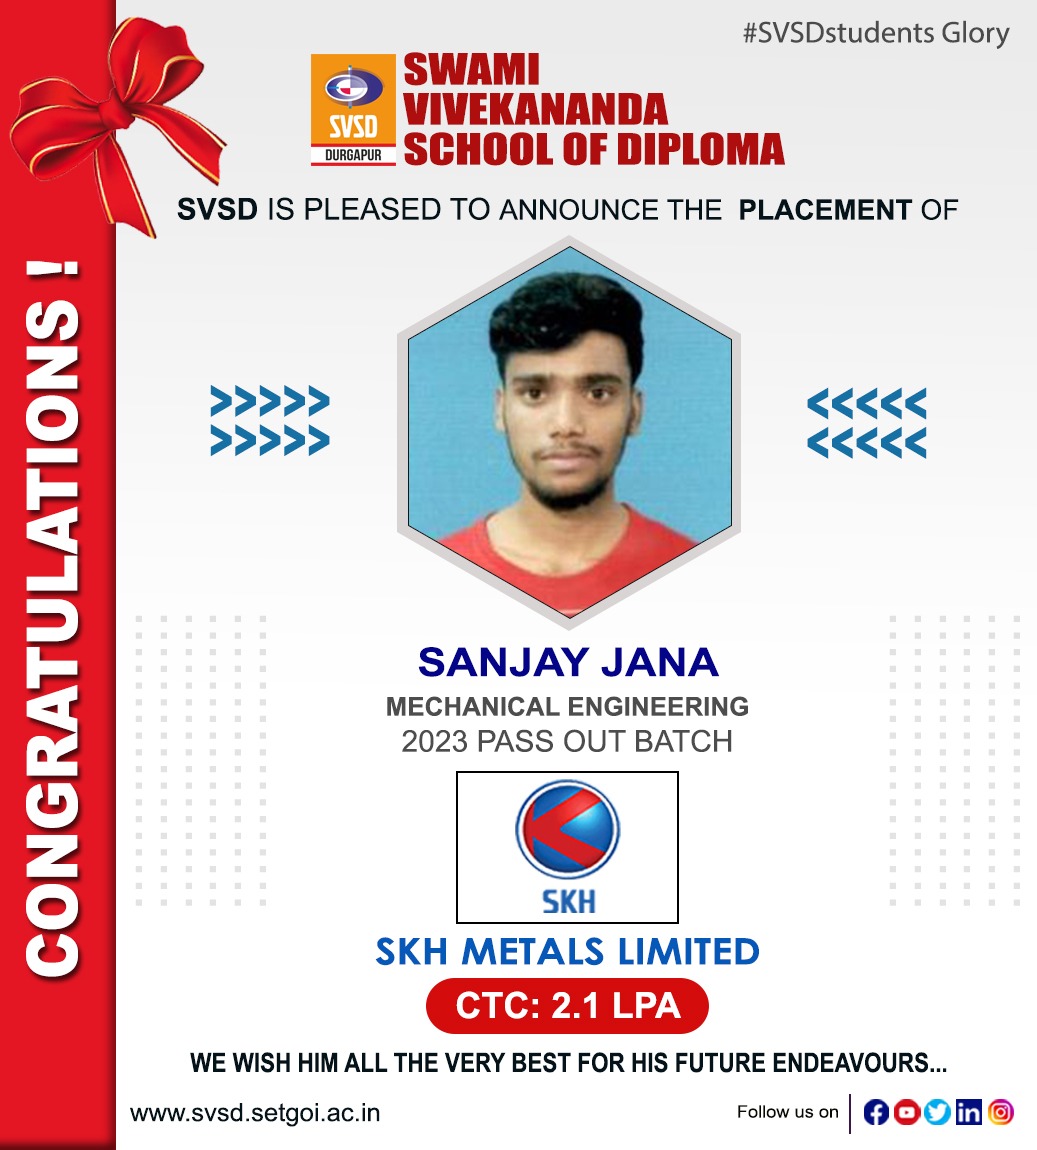 #SVSDstudents Glory
SVSD
DURGAPUR
SWAMI
VIVEKANANDA
SCHOOL OF DIPLOMA
SVSD IS PLEASED TO ANNOUNCE THE PLACEMENT OF
CONGRATULATIONS !
>>>>> <<<<<
>>>>> <<<<<
SANJAY JANA
MECHANICAL ENGINEERING
2023 PASS OUT BATCH
SKH
SKH METALS LIMITED
CTC: 2.1 LPA
WE WISH HIM ALL THE VERY BEST FOR HIS FUTURE ENDEAVOURS...
www.svsd.setgoi.ac.in
Follow us on